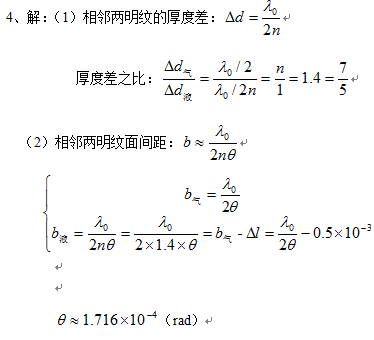 4、解：（1）相邻两明纹的厚度差：Δd = λ₀/2n↵
厚度差之比：Δd气/Δd液 = (λ₀/2)/(λ₀/2n) = n/1 = 1.4 = 7/5↵
（2）相邻两明纹面间距：b ≈ λ₀/2nθ↵
{ b气 = λ₀/2θ
b液 = λ₀/2nθ = λ₀/(2×1.4×θ) = b气 - Δl = λ₀/2θ − 0.5×10⁻³
↵
↵
θ ≈ 1.716×10⁻⁴（rad）↵